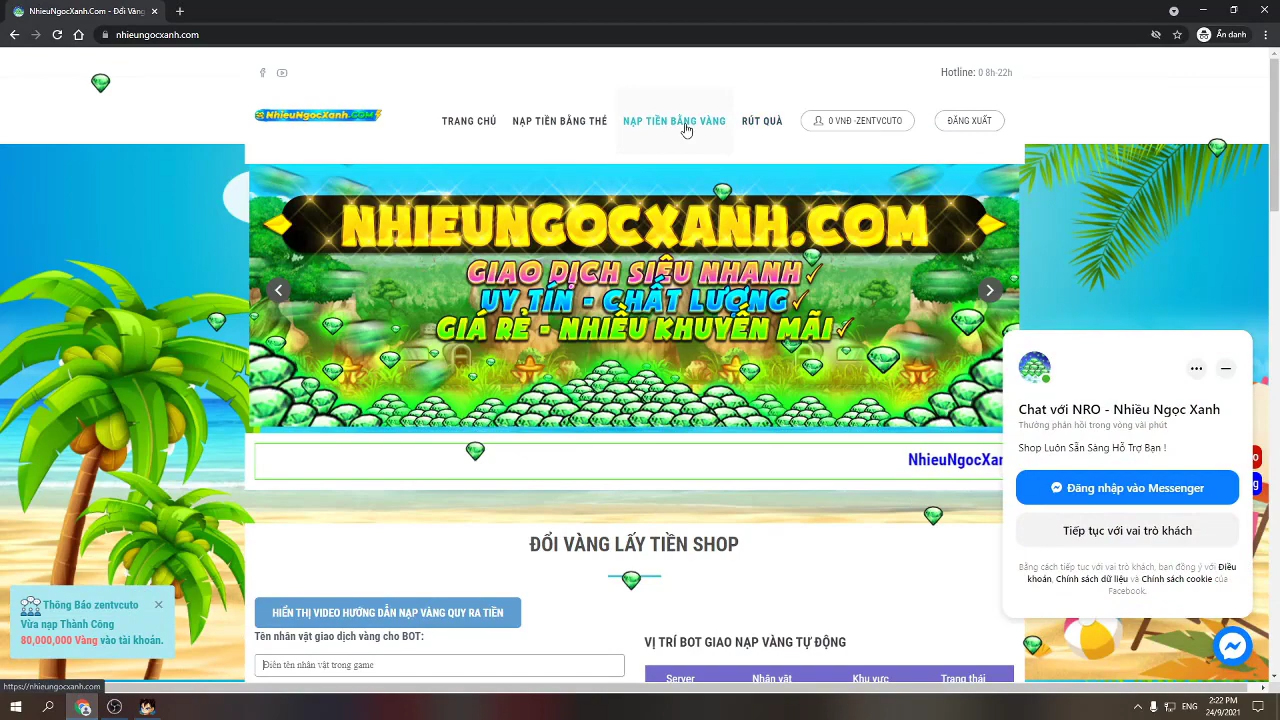 Đổi Vàng - NhieuNgocXanh.COM
nhieungocxanh.com
Ẩn danh
Hotline: 0 8h-22h
NhieuNgocXanh.COM
TRANG CHỦ
NẠP TIỀN BẰNG THẺ
NẠP TIỀN BẰNG VÀNG
RÚT QUÀ
0 VNĐ -ZENTVCUTO
ĐĂNG XUẤT
NHIEUNGOCXANH.COM
GIAO DỊCH SIÊU NHANH
UY TÍN - CHẤT LƯỢNG
GIÁ RẺ - NHIỀU KHUYẾN MÃI
ĐỔI VÀNG LẤY TIỀN SHOP
HIỂN THỊ VIDEO HƯỚNG DẪN NẠP VÀNG QUY RA TIỀN
Tên nhân vật giao dịch vàng cho BOT:
Điền tên nhân vật trong game
VỊ TRÍ BOT GIAO NẠP VÀNG TỰ ĐỘNG
Server Nhân vật Khu vực Trạng thái
Chat với NRO - Nhiều Ngọc Xanh
Thường phản hồi trong vòng vài phút
Shop Luôn Sẵn Sàng Hỗ Trợ Bạn !
Đăng nhập vào Messenger
Tiếp tục với vai trò khách
Bằng cách tiếp tục với vai trò khách, bạn đồng ý với Điều
khoản, Chính sách dữ liệu và Chính sách cookie của
Facebook.
Thông Báo zentvcuto
Vừa nạp Thành Công
80,000,000 Vàng vào tài khoản.
https://nhieungocxanh.com
2:29 PM